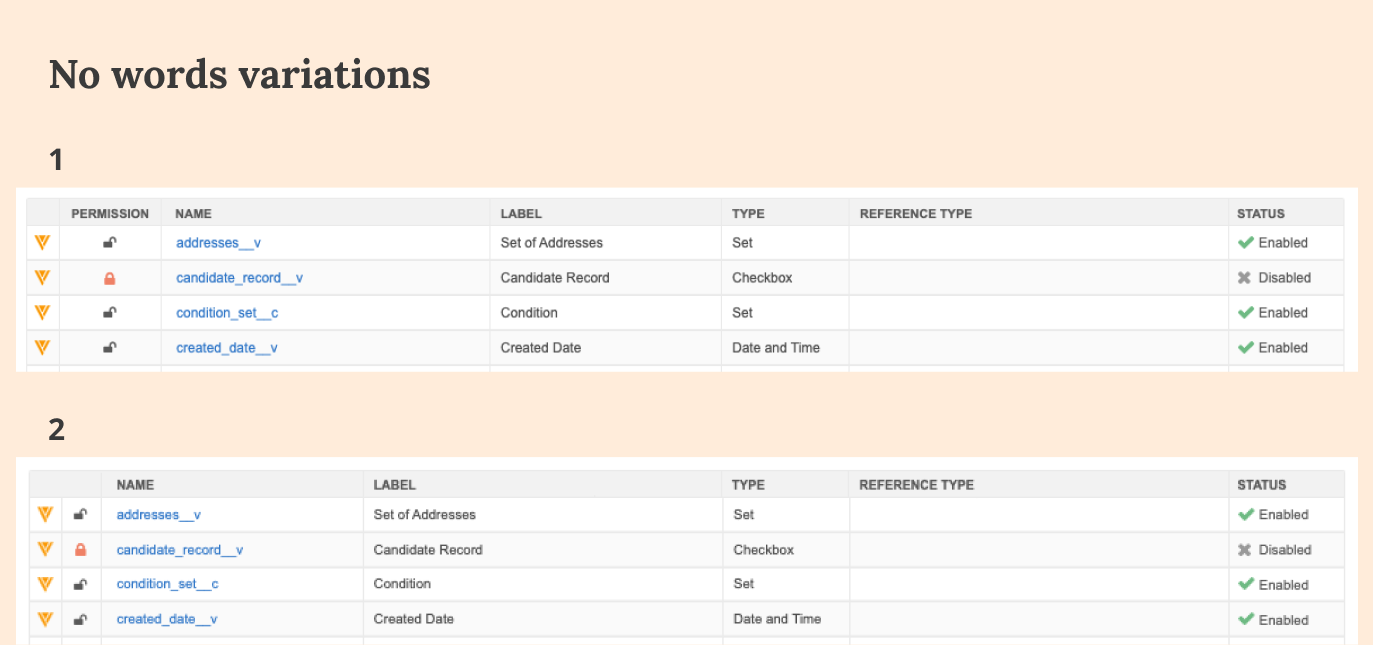 No words variations
1
PERMISSION NAME LABEL TYPE REFERENCE TYPE STATUS
addresses__v Set of Addresses Set Enabled
candidate_record__v Candidate Record Checkbox Disabled
condition_set__c Condition Set Enabled
created_date__v Created Date Date and Time Enabled
2
NAME LABEL TYPE REFERENCE TYPE STATUS
addresses__v Set of Addresses Set Enabled
candidate_record__v Candidate Record Checkbox Disabled
condition_set__c Condition Set Enabled
created_date__v Created Date Date and Time Enabled